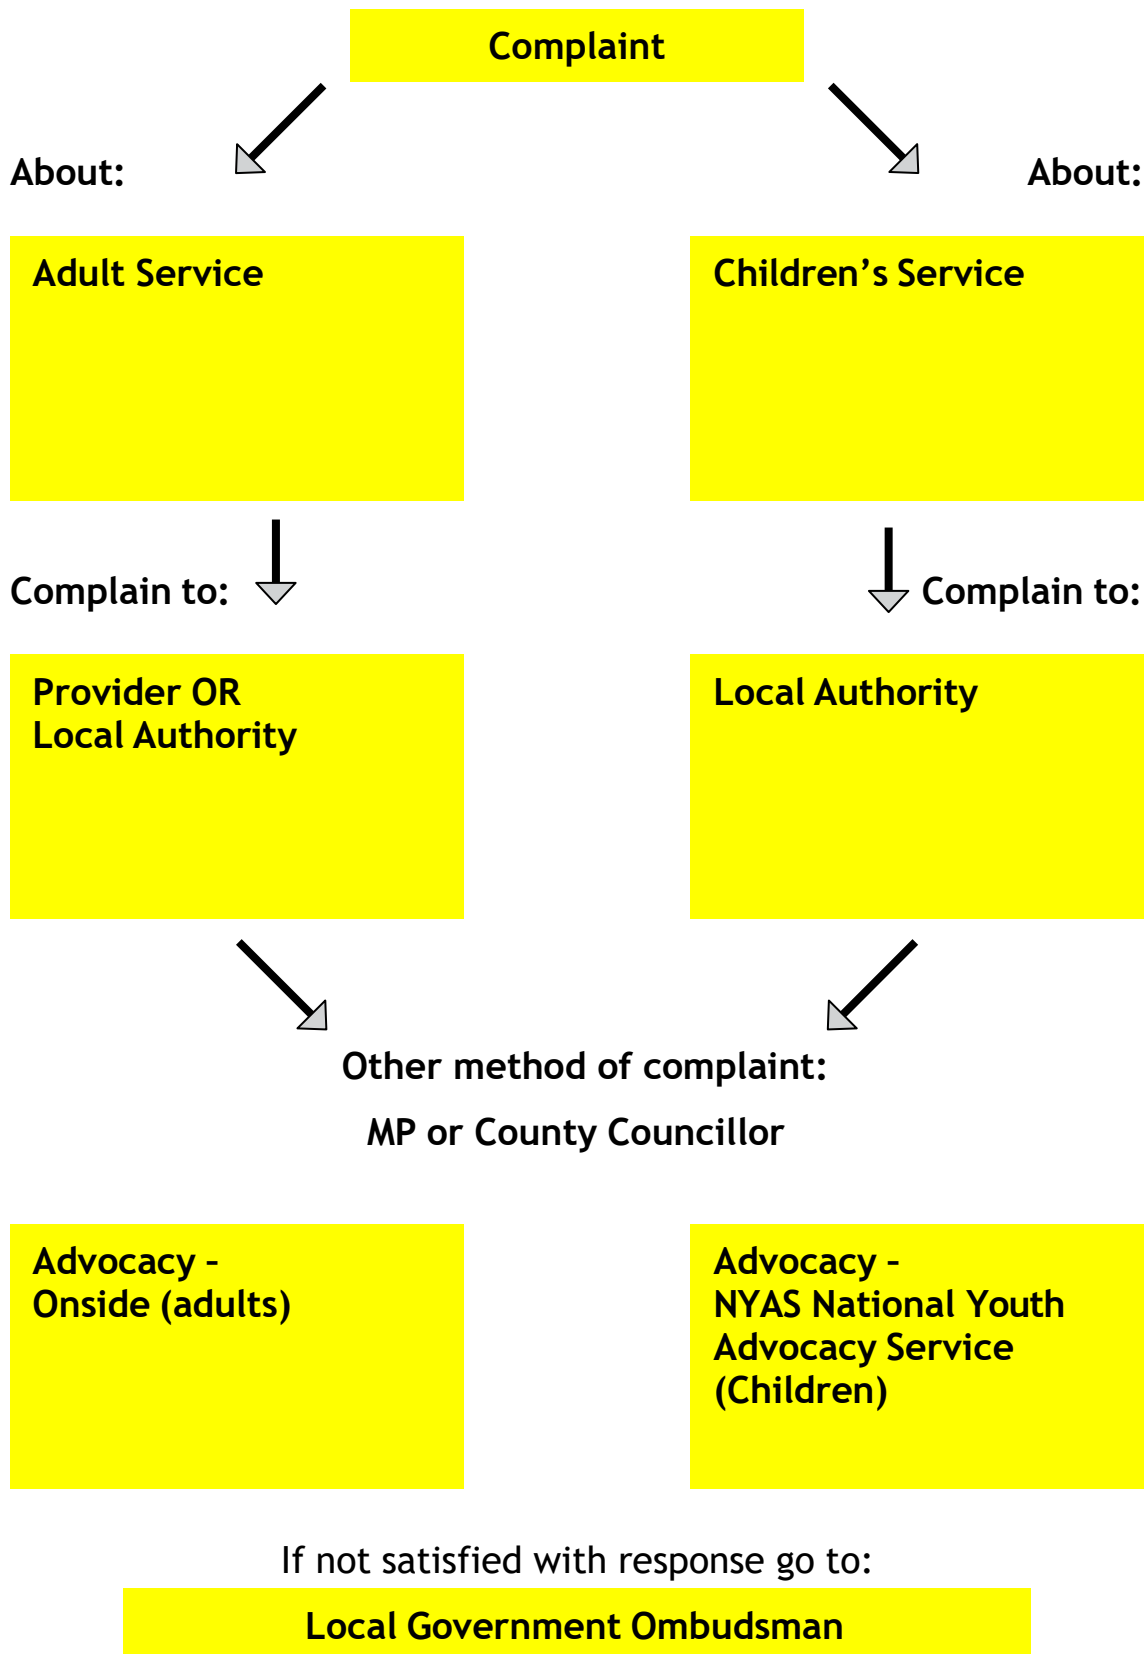 Complaint
About:
About:
Adult Service
Children’s Service
Complain to:
Complain to:
Provider OR
Local Authority
Local Authority
Other method of complaint:
MP or County Councillor
Advocacy –
Onside (adults)
Advocacy –
NYAS National Youth
Advocacy Service
(Children)
If not satisfied with response go to:
Local Government Ombudsman